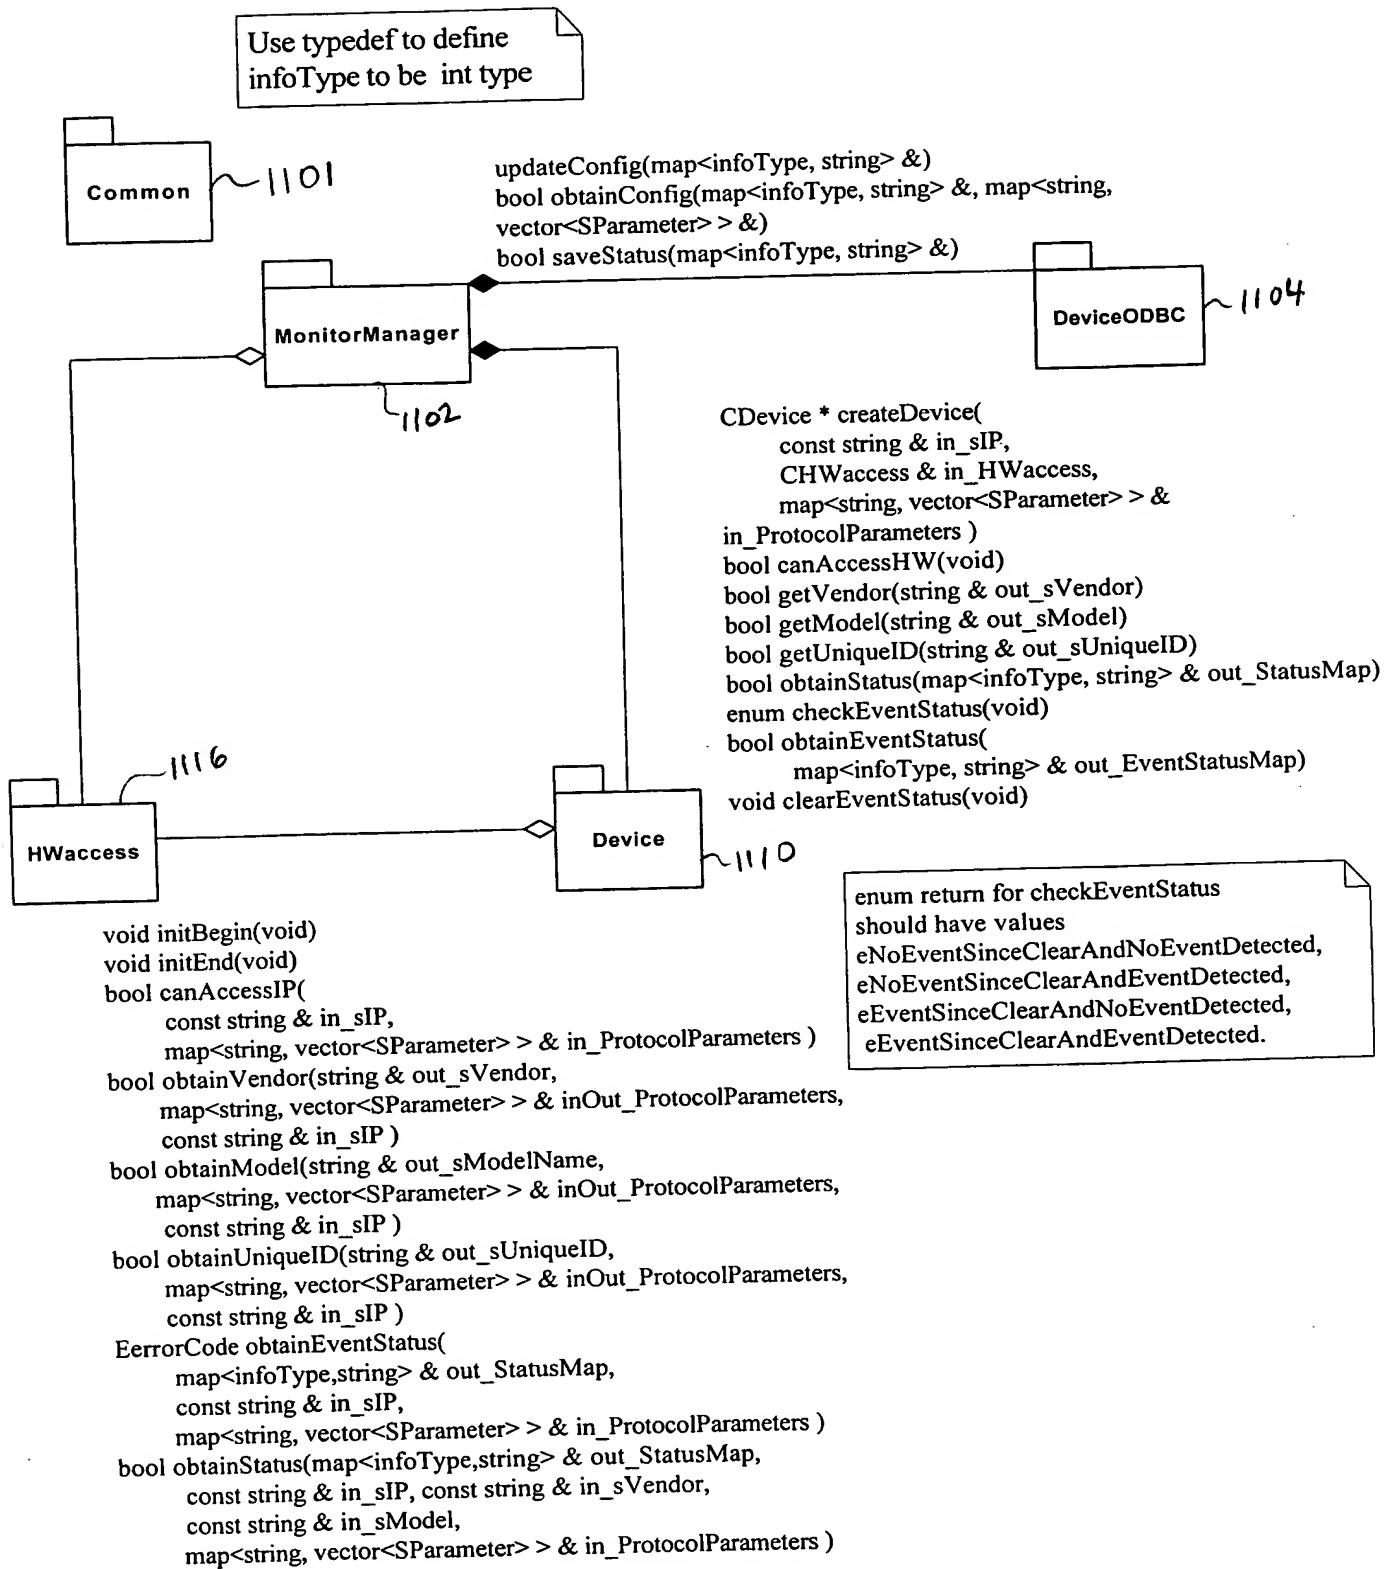 Use typedef to define
infoType to be int type
Common
1101
updateConfig(map<infoType, string> &)
bool obtainConfig(map<infoType, string> &, map<string,
vector<SParameter> > &)
bool saveStatus(map<infoType, string> &)
MonitorManager
1102
DeviceODBC
1104
CDevice * createDevice(
const string & in_sIP,
CHWaccess & in_HWaccess,
map<string, vector<SParameter> > &
in_ProtocolParameters )
bool canAccessHW(void)
bool getVendor(string & out_sVendor)
bool getModel(string & out_sModel)
bool getUniqueID(string & out_sUniqueID)
bool obtainStatus(map<infoType, string> & out_StatusMap)
enum checkEventStatus(void)
bool obtainEventStatus(
map<infoType, string> & out_EventStatusMap)
void clearEventStatus(void)
1116
HWaccess
Device
1110
enum return for checkEventStatus
should have values
eNoEventSinceClearAndNoEventDetected,
eNoEventSinceClearAndEventDetected,
eEventSinceClearAndNoEventDetected,
eEventSinceClearAndEventDetected.
void initBegin(void)
void initEnd(void)
bool canAccessIP(
const string & in_sIP,
map<string, vector<SParameter> > & in_ProtocolParameters )
bool obtainVendor(string & out_sVendor,
map<string, vector<SParameter> > & inOut_ProtocolParameters,
const string & in_sIP )
bool obtainModel(string & out_sModelName,
map<string, vector<SParameter> > & inOut_ProtocolParameters,
const string & in_sIP )
bool obtainUniqueID(string & out_sUniqueID,
map<string, vector<SParameter> > & inOut_ProtocolParameters,
const string & in_sIP )
EerrorCode obtainEventStatus(
map<infoType,string> & out_StatusMap,
const string & in_sIP,
map<string, vector<SParameter> > & in_ProtocolParameters )
bool obtainStatus(map<infoType,string> & out_StatusMap,
const string & in_sIP, const string & in_sVendor,
const string & in_sModel,
map<string, vector<SParameter> > & in_ProtocolParameters )